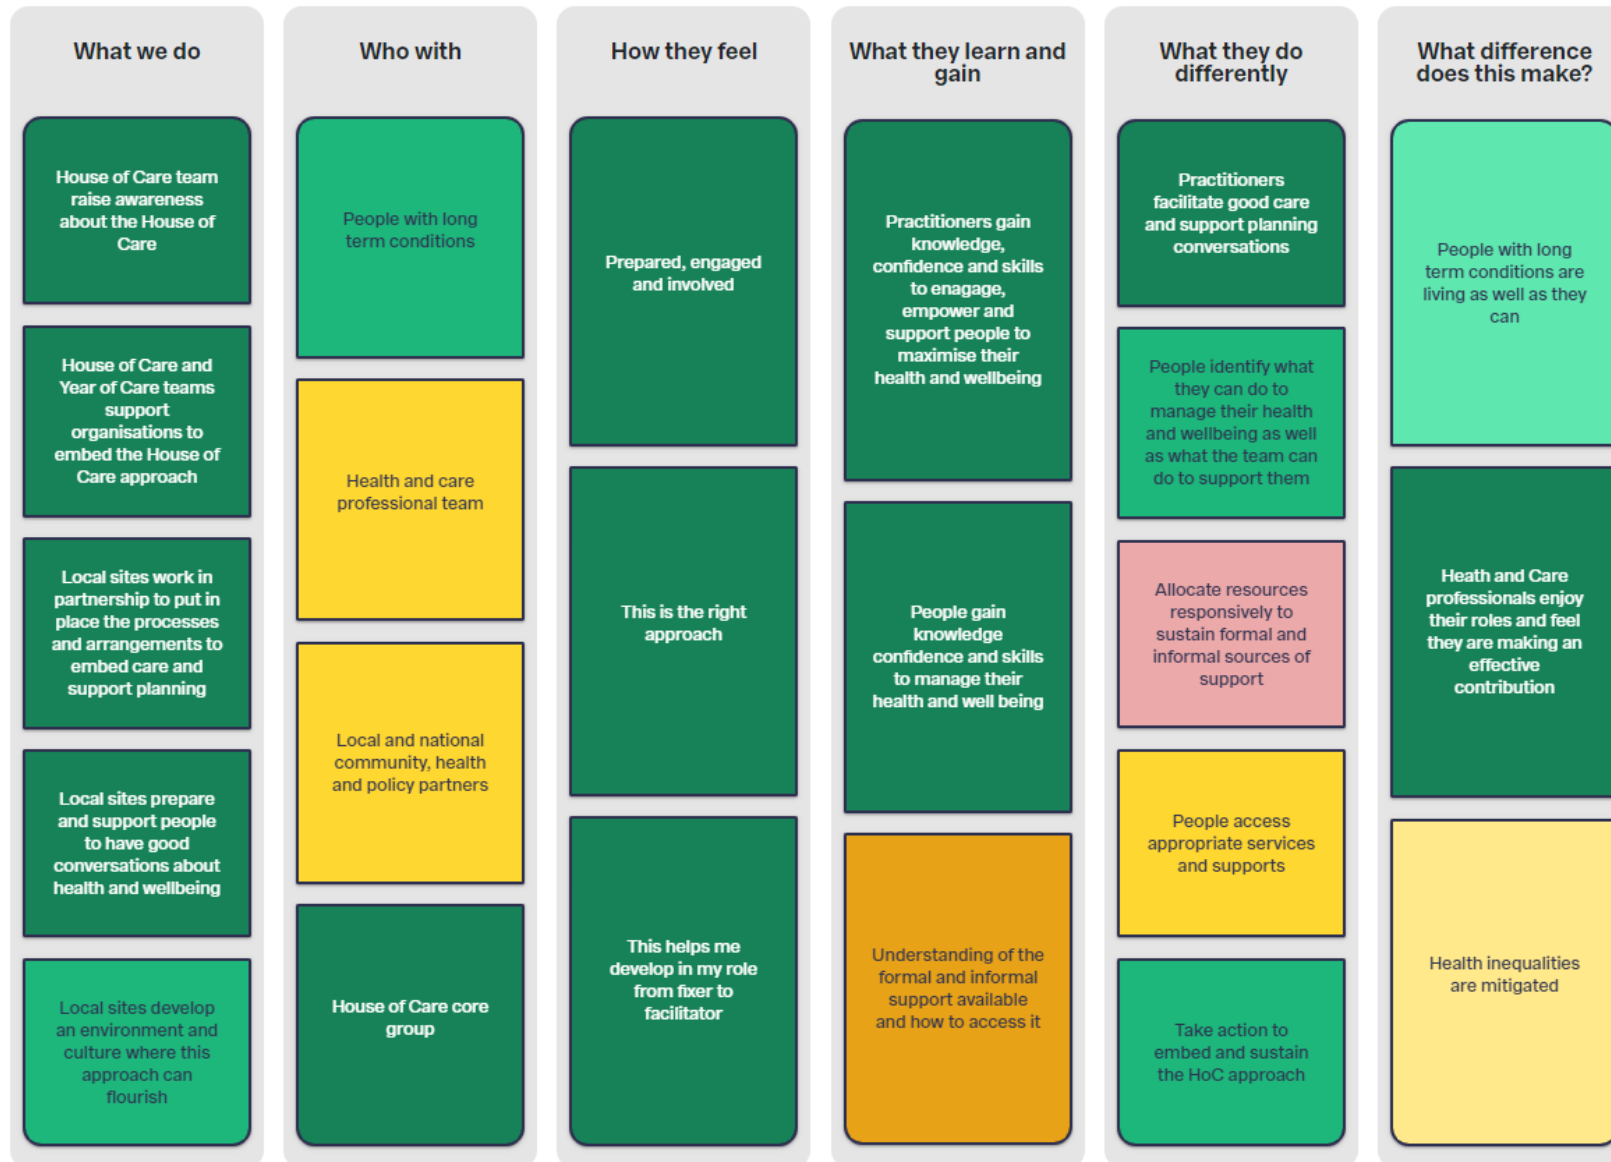 What we do
House of Care team
raise awareness
about the House of
Care
House of Care and
Year of Care teams
support
organisations to
embed the House of
Care approach
Local sites work in
partnership to put in
place the processes
and arrangements to
embed care and
support planning
Local sites prepare
and support people
to have good
conversations about
health and wellbeing
Local sites develop
an environment and
culture where this
approach can
flourish
Who with
People with long
term conditions
Health and care
professional team
Local and national
community, health
and policy partners
House of Care core
group
How they feel
Prepared, engaged
and involved
This is the right
approach
This helps me
develop in my role
from fixer to
facilitator
What they learn and
gain
Practitioners gain
knowledge,
confidence and skills
to enagage,
empower and
support people to
maximise their
health and wellbeing
People gain
knowledge
confidence and skills
to manage their
health and well being
Understanding of the
formal and informal
support available
and how to access it
What they do
differently
Practitioners
facilitate good care
and support planning
conversations
People identify what
they can do to
manage their health
and wellbeing as well
as what the team can
do to support them
Allocate resources
responsively to
sustain formal and
informal sources of
support
People access
appropriate services
and supports
Take action to
embed and sustain
the HoC approach
What difference
does this make?
People with long
term conditions are
living as well as they
can
Heath and Care
professionals enjoy
their roles and feel
they are making an
effective
contribution
Health inequalities
are mitigated